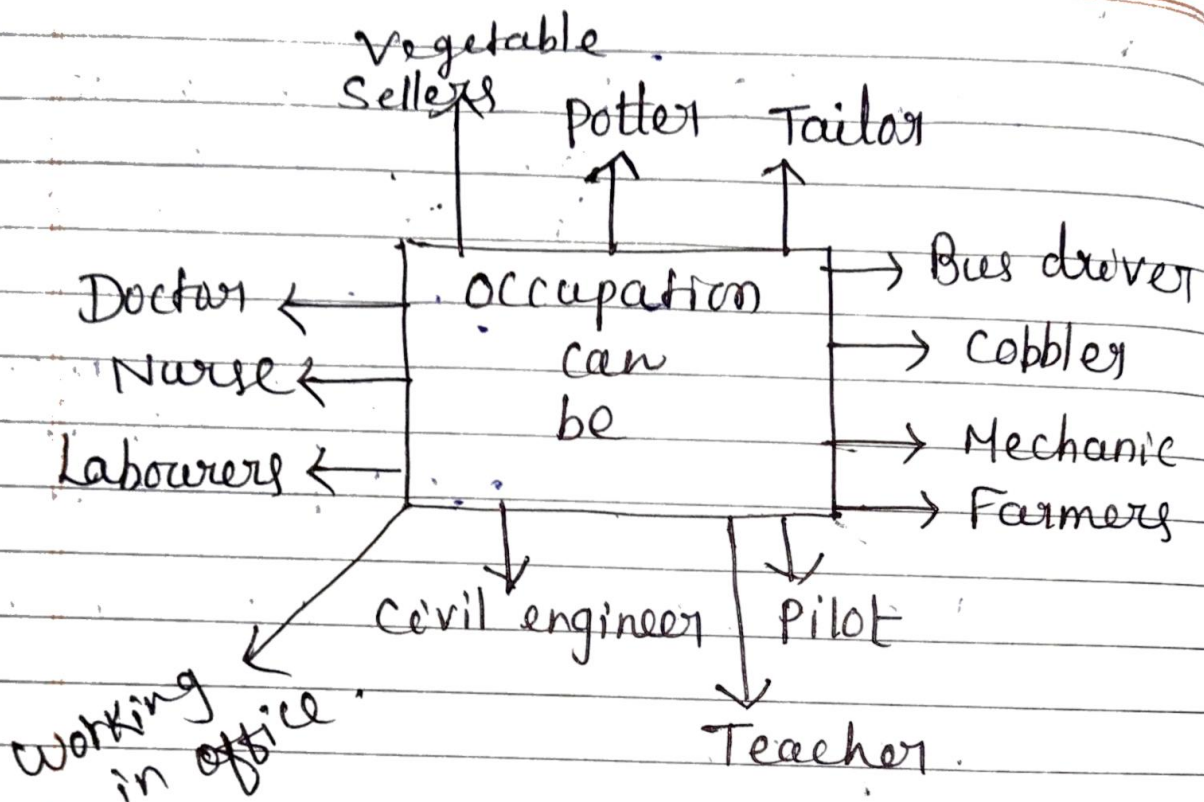 Vegetable
Sellers
Potter
Tailor
Bus driver
Doctor
Occupation
can
be
Cobbler
Nurse
Mechanic
Labourers
Farmers
Civil engineer
Pilot
working
in office.
Teacher.